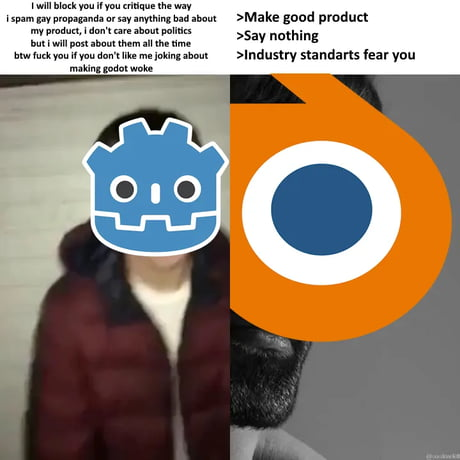 I will block you if you critique the way
i spam gay propaganda or say anything bad about
my product, i don't care about politics
but i will post about them all the time
btw fuck you if you don't like me joking about
making godot woke
>Make good product
>Say nothing
>Industry standarts fear you